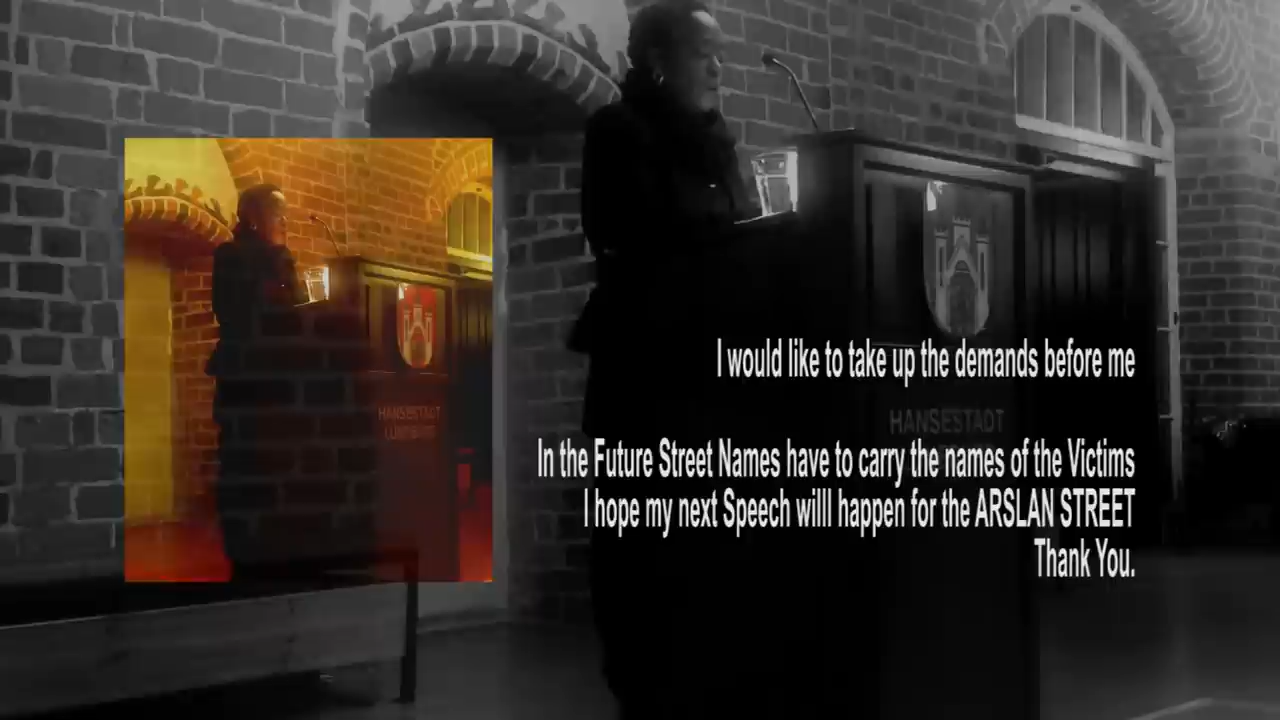 I would like to take up the demands before me
In the Future Street Names have to carry the names of the Victims
I hope my next Speech willl happen for the ARSLAN STREET
Thank You.
HANSESTADT
HANSESTADT